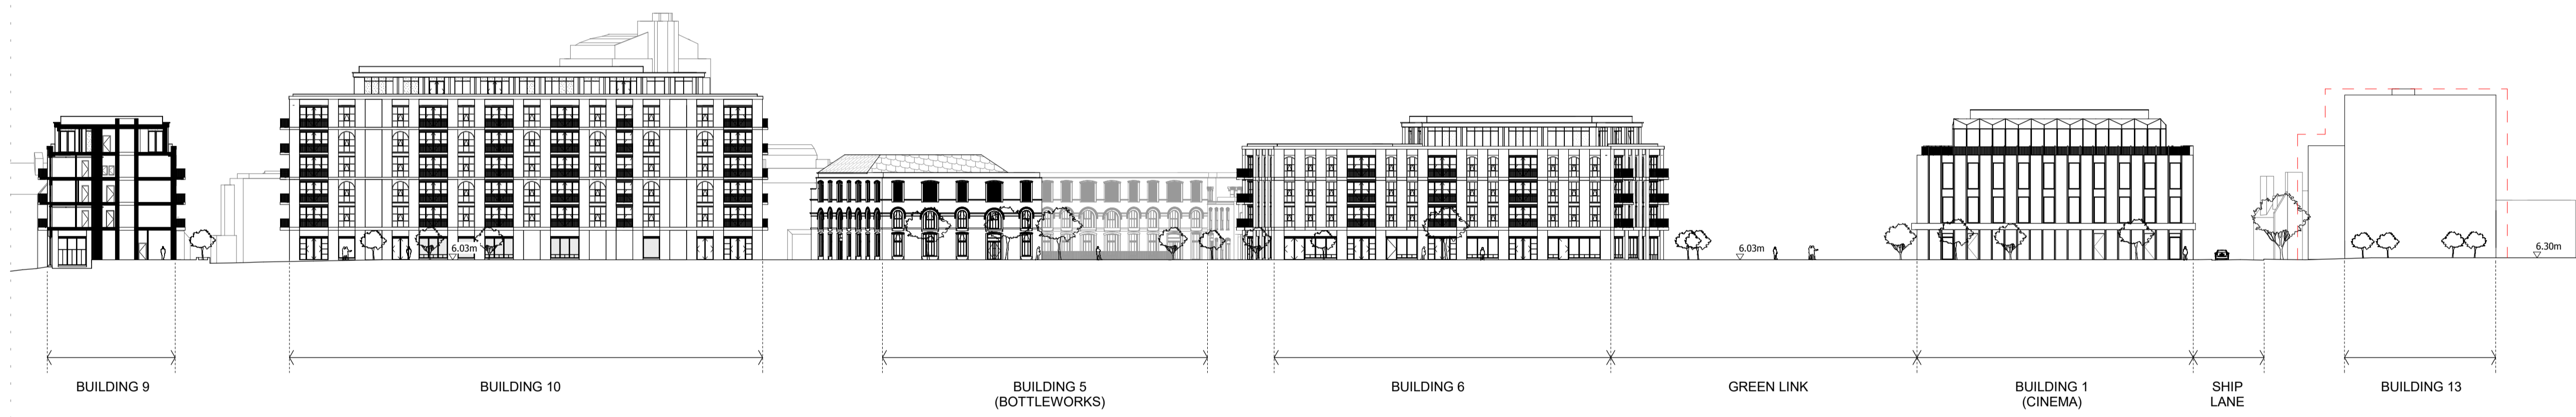 6.03m
6.03m
6.30m
BUILDING 9
BUILDING 10
BUILDING 5
(BOTTLEWORKS)
BUILDING 6
GREEN LINK
BUILDING 1
(CINEMA)
SHIP
LANE
BUILDING 13